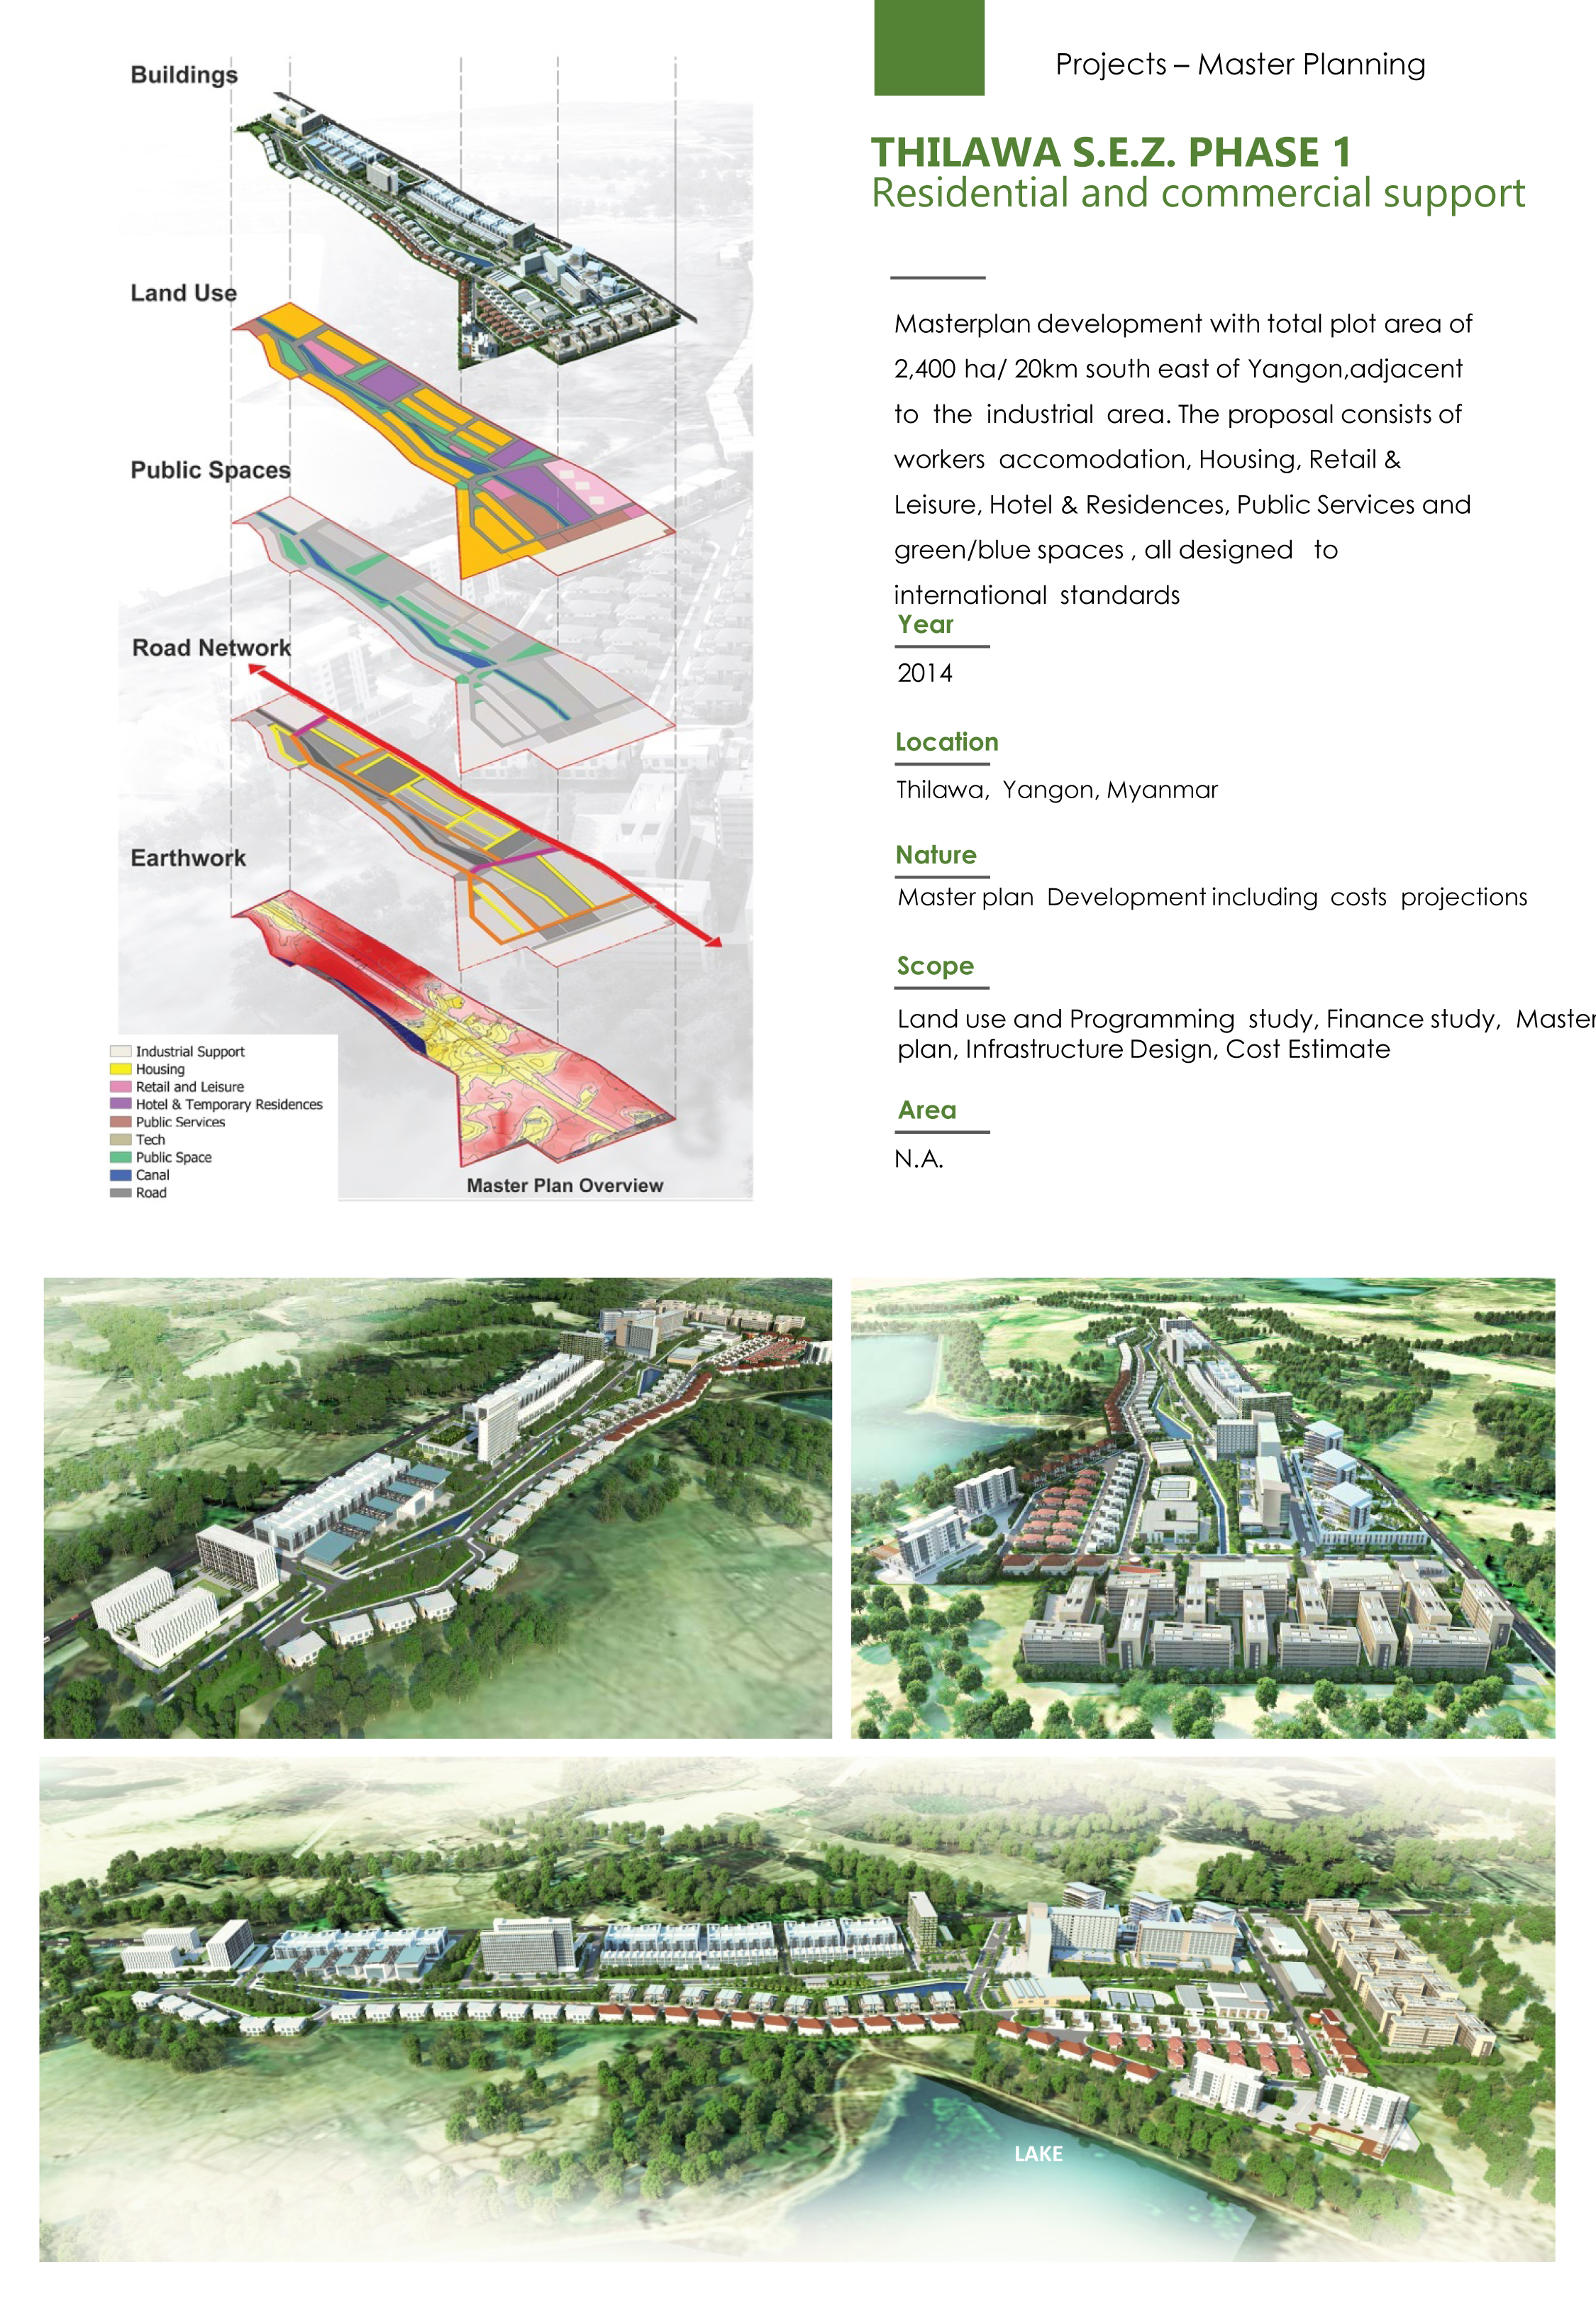 Buildings
Land Use
Public Spaces
Road Network
Earthwork
Industrial Support
Housing
Retail and Leisure
Hotel & Temporary Residences
Public Services
Tech
Public Space
Canal
Road
Master Plan Overview
Projects – Master Planning
THILAWA S.E.Z. PHASE 1
Residential and commercial support
Masterplan development with total plot area of
2,400 ha/ 20km south east of Yangon,adjacent
to the industrial area. The proposal consists of
workers accomodation, Housing, Retail &
Leisure, Hotel & Residences, Public Services and
green/blue spaces , all designed to
international standards
Year
2014
Location
Thilawa, Yangon, Myanmar
Nature
Master plan Development including costs projections
Scope
Land use and Programming study, Finance study, Master
plan, Infrastructure Design, Cost Estimate
Area
N.A.
LAKE